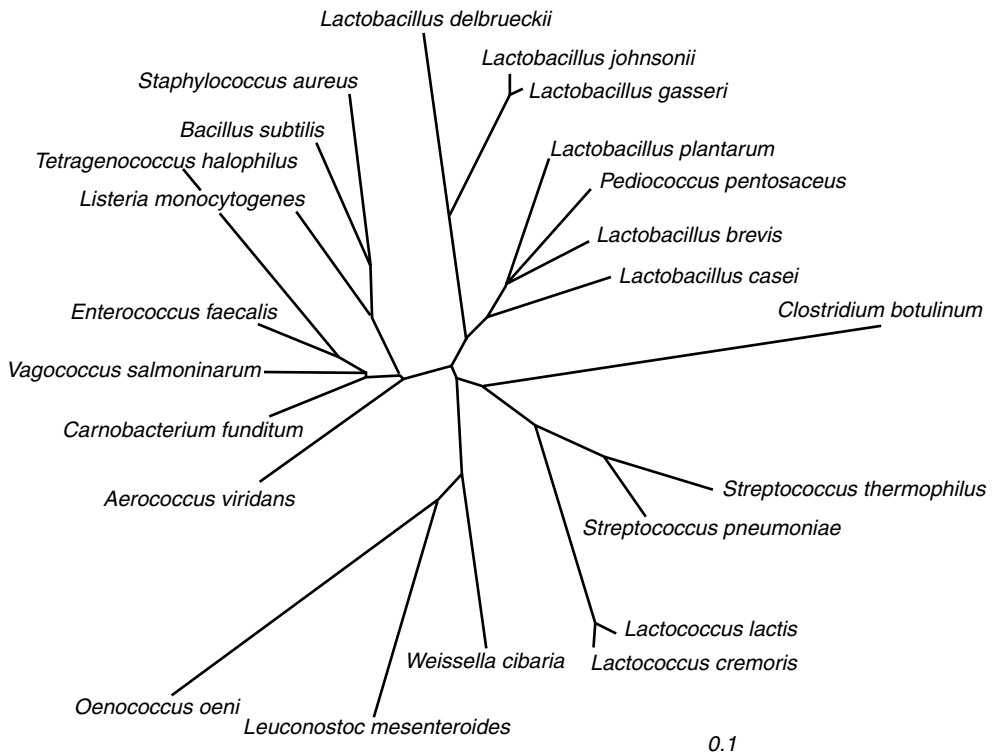 Lactobacillus delbrueckii
Lactobacillus johnsonii
Staphylococcus aureus
Lactobacillus gasseri
Bacillus subtilis
Lactobacillus plantarum
Tetragenococcus halophilus
Pediococcus pentosaceus
Listeria monocytogenes
Lactobacillus brevis
Lactobacillus casei
Enterococcus faecalis
Clostridium botulinum
Vagococcus salmoninarum
Carnobacterium funditum
Aerococcus viridans
Streptococcus thermophilus
Streptococcus pneumoniae
Lactococcus lactis
Weissella cibaria
Lactococcus cremoris
Oenococcus oeni
Leuconostoc mesenteroides
0.1